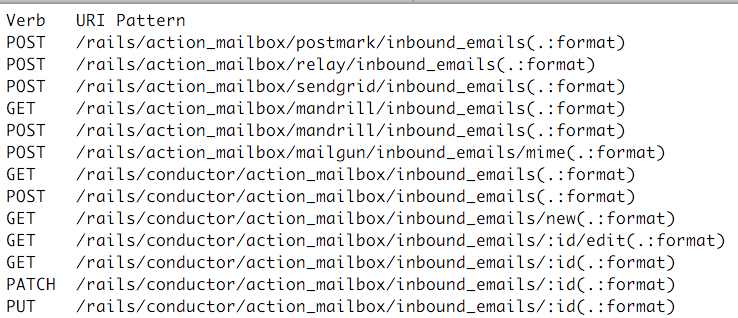 Verb URI Pattern
POST /rails/action_mailbox/postmark/inbound_emails(.:format)
POST /rails/action_mailbox/relay/inbound_emails(.:format)
POST /rails/action_mailbox/sendgrid/inbound_emails(.:format)
GET /rails/action_mailbox/mandrill/inbound_emails(.:format)
POST /rails/action_mailbox/mandrill/inbound_emails(.:format)
POST /rails/action_mailbox/mailgun/inbound_emails/mime(.:format)
GET /rails/conductor/action_mailbox/inbound_emails(.:format)
POST /rails/conductor/action_mailbox/inbound_emails(.:format)
GET /rails/conductor/action_mailbox/inbound_emails/new(.:format)
GET /rails/conductor/action_mailbox/inbound_emails/:id/edit(.:format)
GET /rails/conductor/action_mailbox/inbound_emails/:id(.:format)
PATCH /rails/conductor/action_mailbox/inbound_emails/:id(.:format)
PUT /rails/conductor/action_mailbox/inbound_emails/:id(.:format)